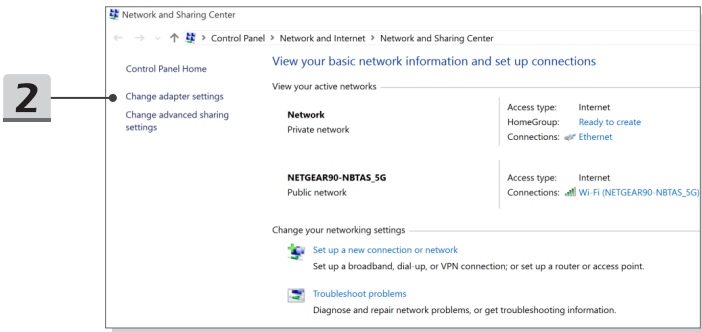 Network and Sharing Center
Control Panel > Network and Internet > Network and Sharing Center
2
Control Panel Home
Change adapter settings
Change advanced sharing
settings
View your basic network information and set up connections
View your active networks
Network
Private network
Access type: Internet
HomeGroup: Ready to create
Connections: Ethernet
NETGEAR90-NBTAS_5G
Public network
Access type: Internet
Connections: Wi-Fi (NETGEAR90-NBTAS_5G)
Change your networking settings
Set up a new connection or network
Set up a broadband, dial-up, or VPN connection; or set up a router or access point.
Troubleshoot problems
Diagnose and repair network problems, or get troubleshooting information.